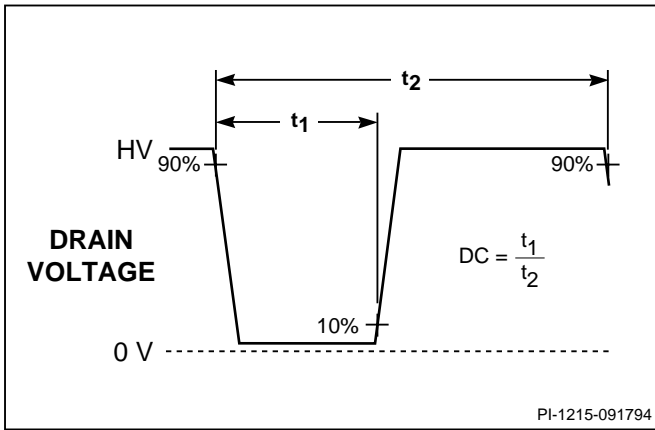 t2
t1
HV
90%
90%
DRAIN
VOLTAGE
DC = t1
t2
10%
0 V
PI-1215-091794